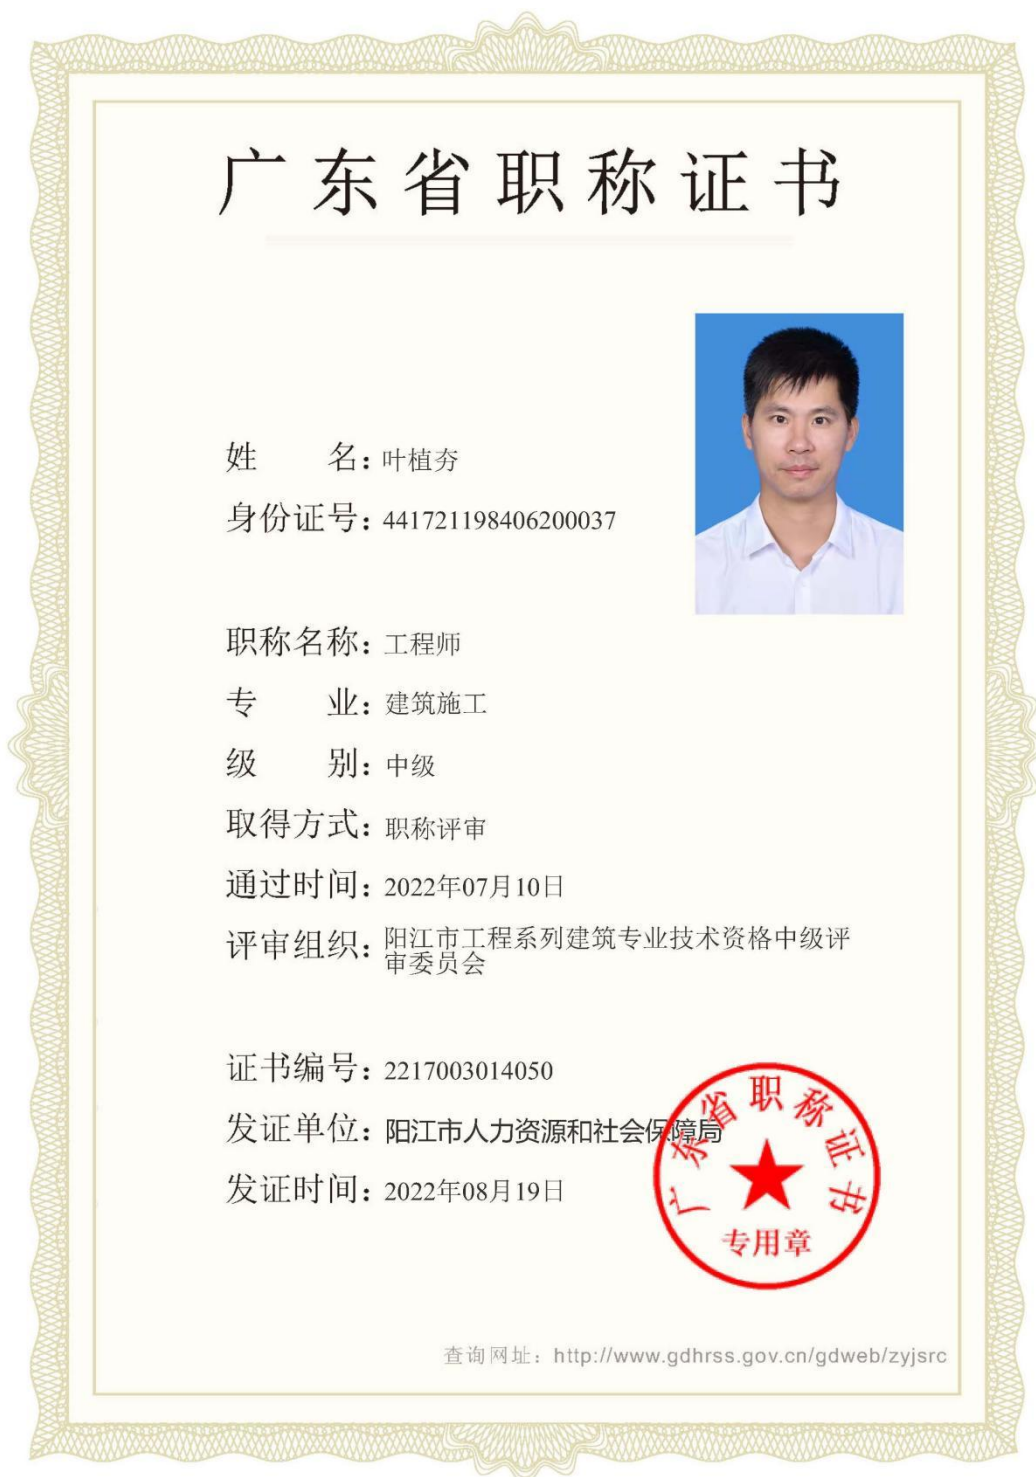 广东省职称证书
姓 名：叶植夯
身份证号：441721198406200037
职称名称：工程师
专 业：建筑施工
级 别：中级
取得方式：职称评审
通过时间：2022年07月10日
评审组织：阳江市工程系列建筑专业技术资格中级评
审委员会
证书编号：2217003014050
发证单位：阳江市人力资源和社会保障局
发证时间：2022年08月19日
广东省职称证书
专用章
查询网址：http://www.gdhrss.gov.cn/gdweb/zyjsrc